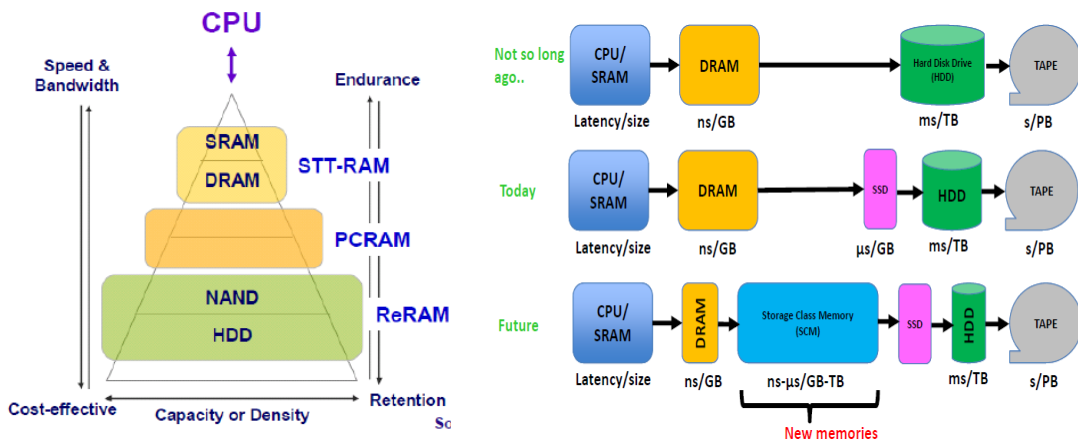 CPU
Speed &
Bandwidth
Endurance
SRAM
STT-RAM
DRAM
PCRAM
NAND
ReRAM
HDD
Cost-effective
Capacity or Density
Retention
So
Not so long
ago..
CPU/
SRAM
DRAM
Hard Disk Drive
(HDD)
TAPE
Latency/size
ns/GB
ms/TB
s/PB
Today
CPU/
SRAM
DRAM
SSD
HDD
TAPE
Latency/size
ns/GB
µs/GB
ms/TB
s/PB
Future
CPU/
SRAM
DRAM
Storage Class Memory
(SCM)
SSD
HDD
TAPE
Latency/size
ns/GB
ns-µs/GB-TB
ms/TB
s/PB
New memories